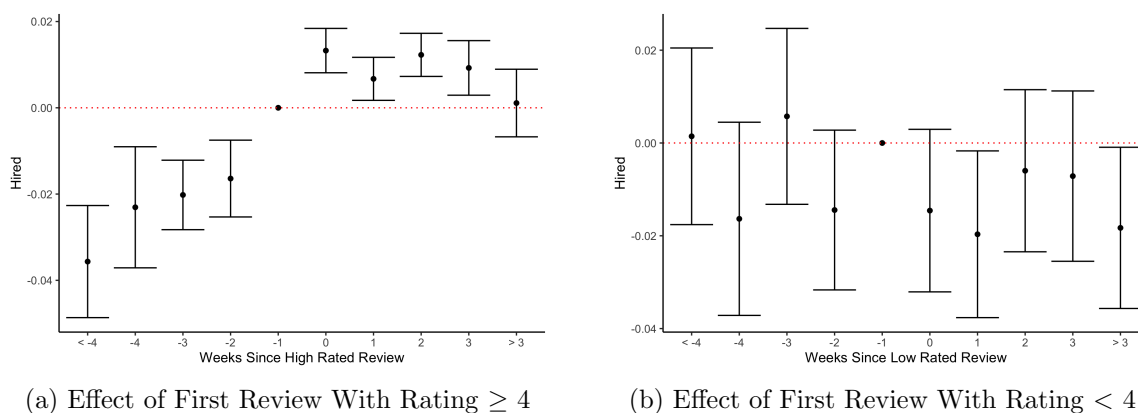 0.02
0.00
-0.02
-0.04
Hired
< -4 -4 -3 -2 -1 0 1 2 3 > 3
Weeks Since High Rated Review
(a) Effect of First Review With Rating ≥ 4
0.02
0.00
-0.02
-0.04
Hired
< -4 -4 -3 -2 -1 0 1 2 3 > 3
Weeks Since Low Rated Review
(b) Effect of First Review With Rating < 4